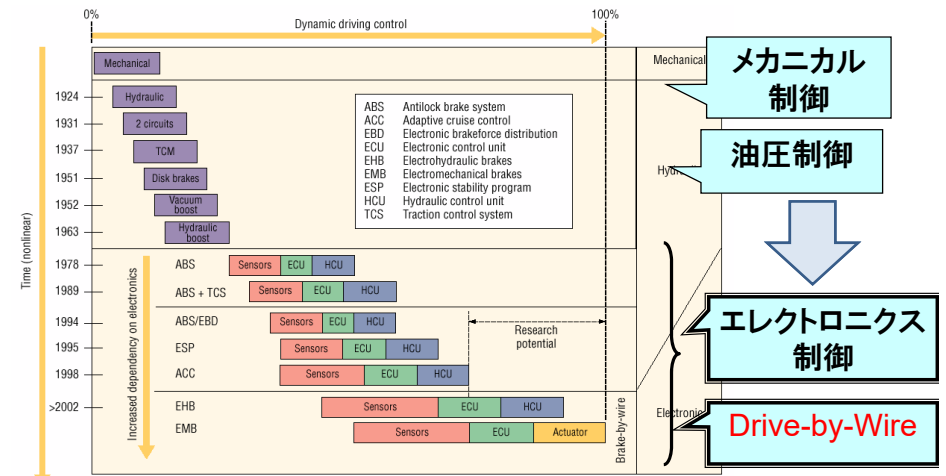 0%
Dynamic driving control
100%
Mechanical
Mechanical
メカニカル
制御
1924
Hydraulic
1931
2 circuits
1937
TCM
1951
Disk brakes
1952
Vacuum
boost
1963
Hydraulic
boost
ABS Antilock brake system
ACC Adaptive cruise control
EBD Electronic brakeforce distribution
ECU Electronic control unit
EHB Electrohydraulic brakes
EMB Electromechanical brakes
ESP Electronic stability program
HCU Hydraulic control unit
TCS Traction control system
油圧制御
Time (nonlinear)
Increased dependency on electronics
1978
ABS
Sensors
ECU
HCU
1989
ABS + TCS
Sensors
ECU
HCU
1994
ABS/EBD
Sensors
ECU
HCU
1995
ESP
Sensors
ECU
HCU
1998
ACC
Sensors
ECU
HCU
Research
potential
>2002
EHB
Sensors
ECU
HCU
EMB
Sensors
ECU
Actuator
Brake-by-wire
エレクトロニクス
制御
Electronic
Drive-by-Wire